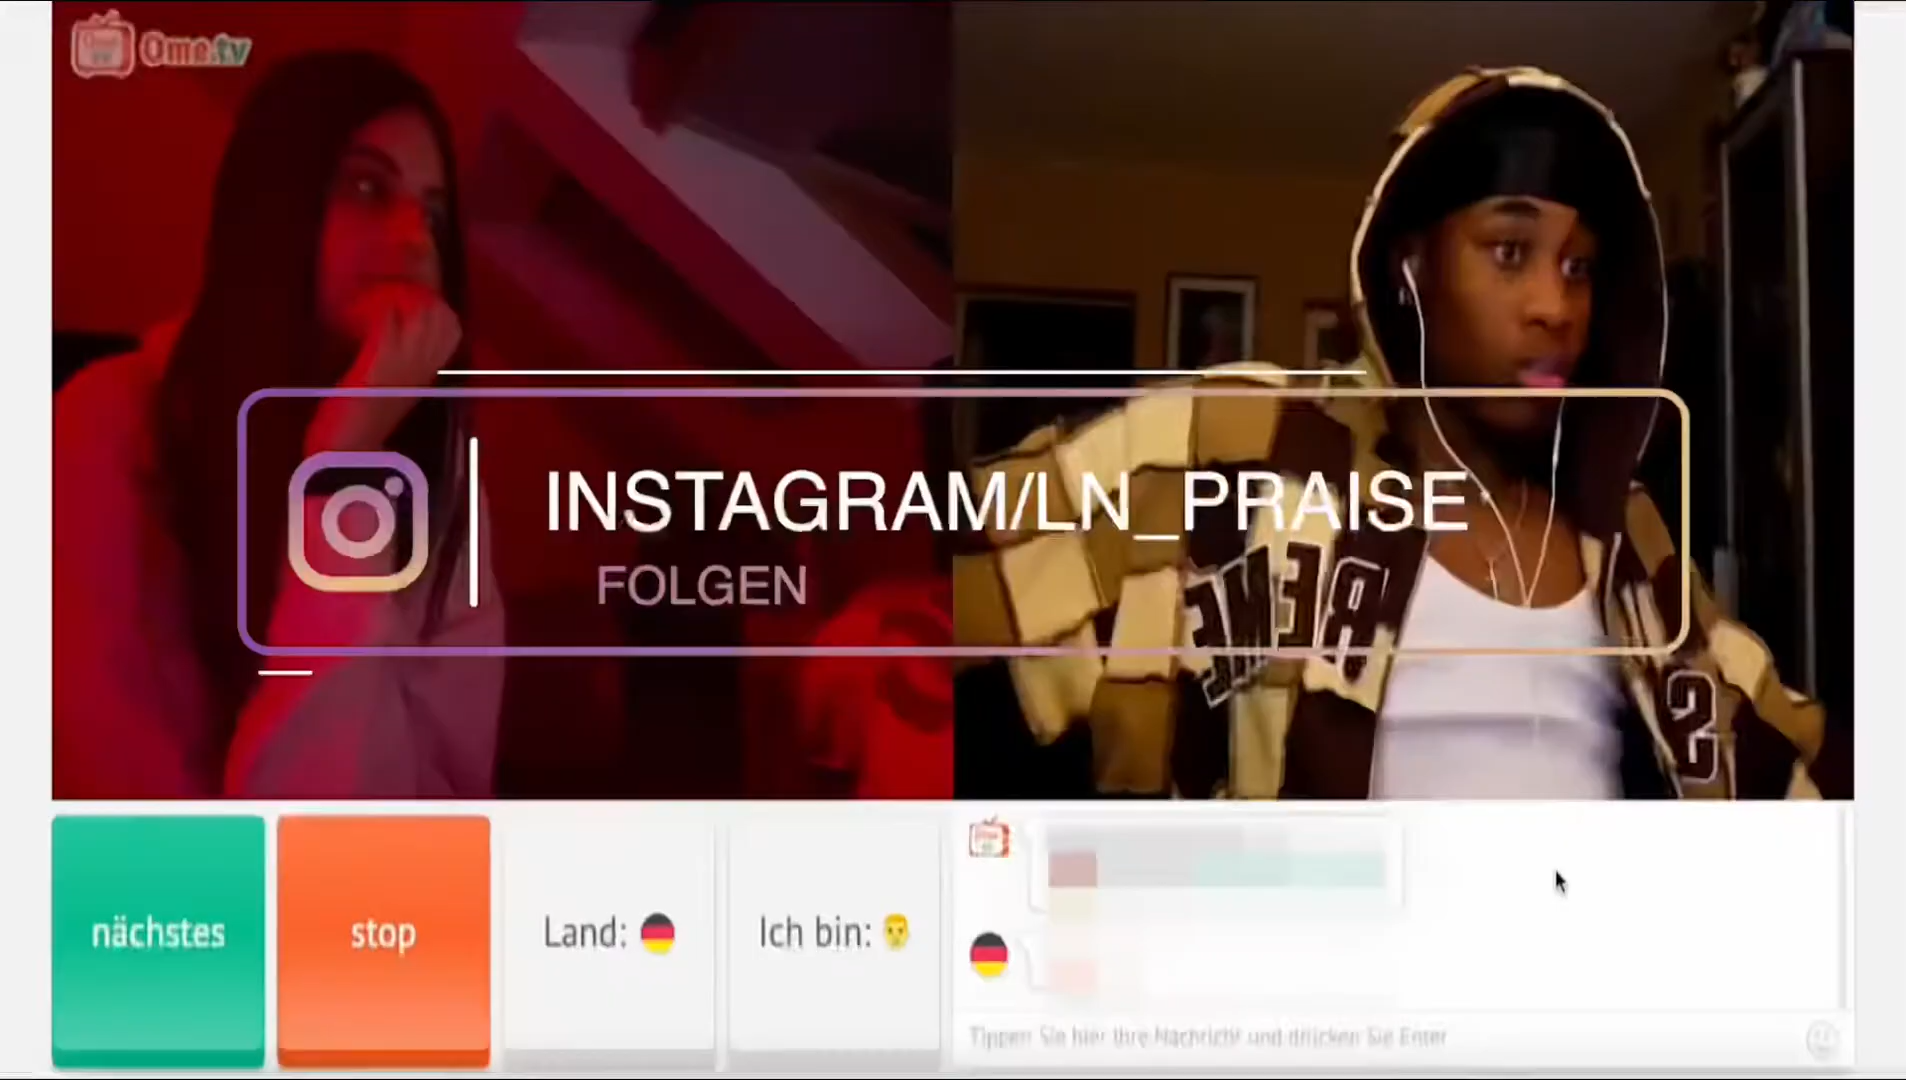 Ome.tv
INSTAGRAM/LN_PRAISE
FOLGEN
nächstes
stop
Land:
Ich bin:
Tippen Sie hier Ihre Nachricht und drücken Sie Enter